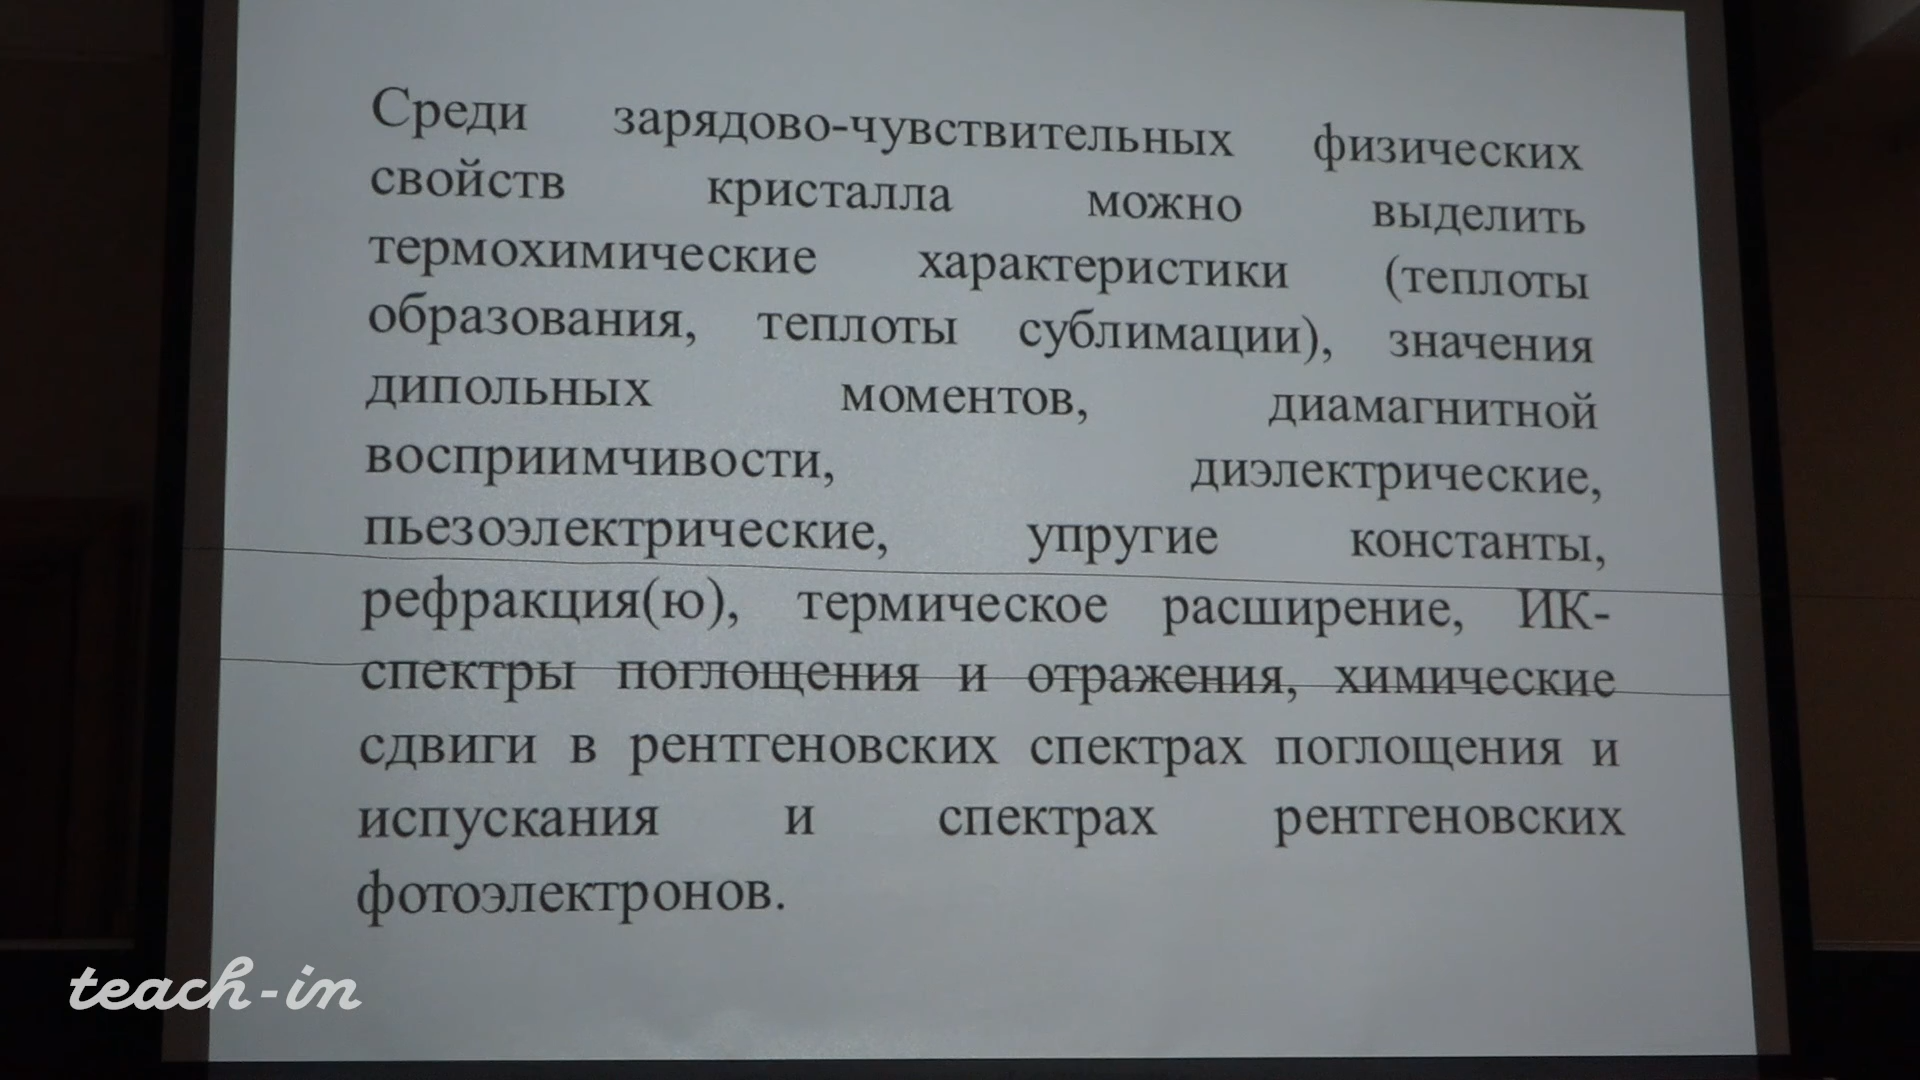 Среди зарядово-чувствительных физических
свойств кристалла можно выделить
термохимические характеристики (теплоты
образования, теплоты сублимации), значения
дипольных моментов, диамагнитной
восприимчивости, диэлектрические,
пьезоэлектрические, упругие константы,
рефракция(ю), термическое расширение, ИК-
спектры поглощения и отражения, химические
сдвиги в рентгеновских спектрах поглощения и
испускания и спектрах рентгеновских
фотоэлектронов.
teach-in